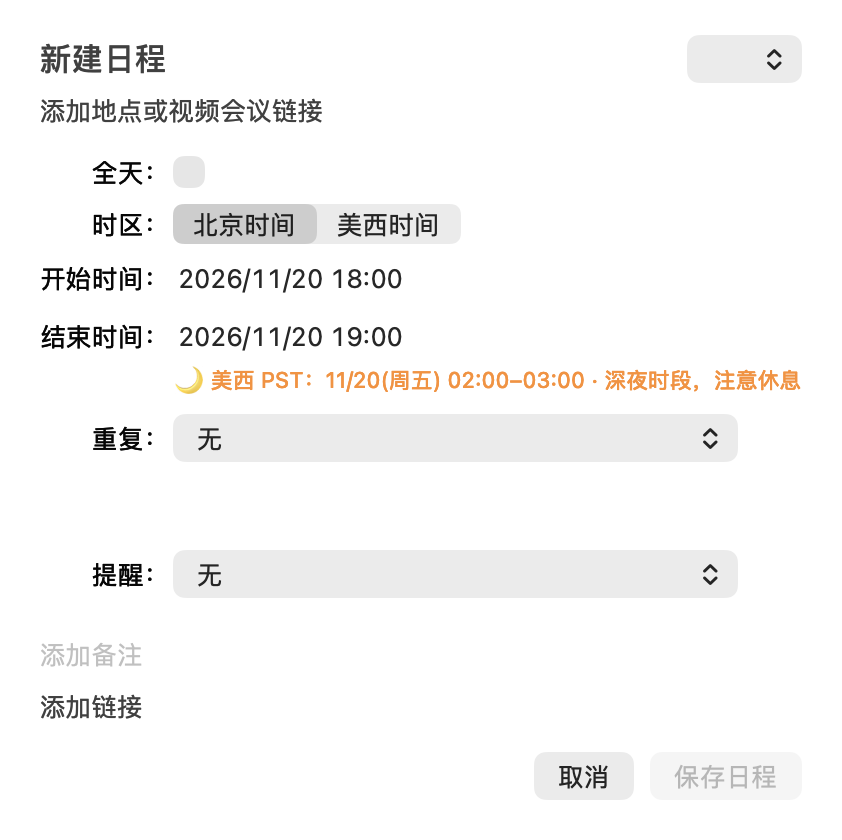 新建日程
添加地点或视频会议链接
全天：
时区： 北京时间 美西时间
开始时间： 2026/11/20 18:00
结束时间： 2026/11/20 19:00
🌙 美西 PST：11/20(周五) 02:00–03:00 · 深夜时段，注意休息
重复： 无
提醒： 无
添加备注
添加链接
取消 保存日程